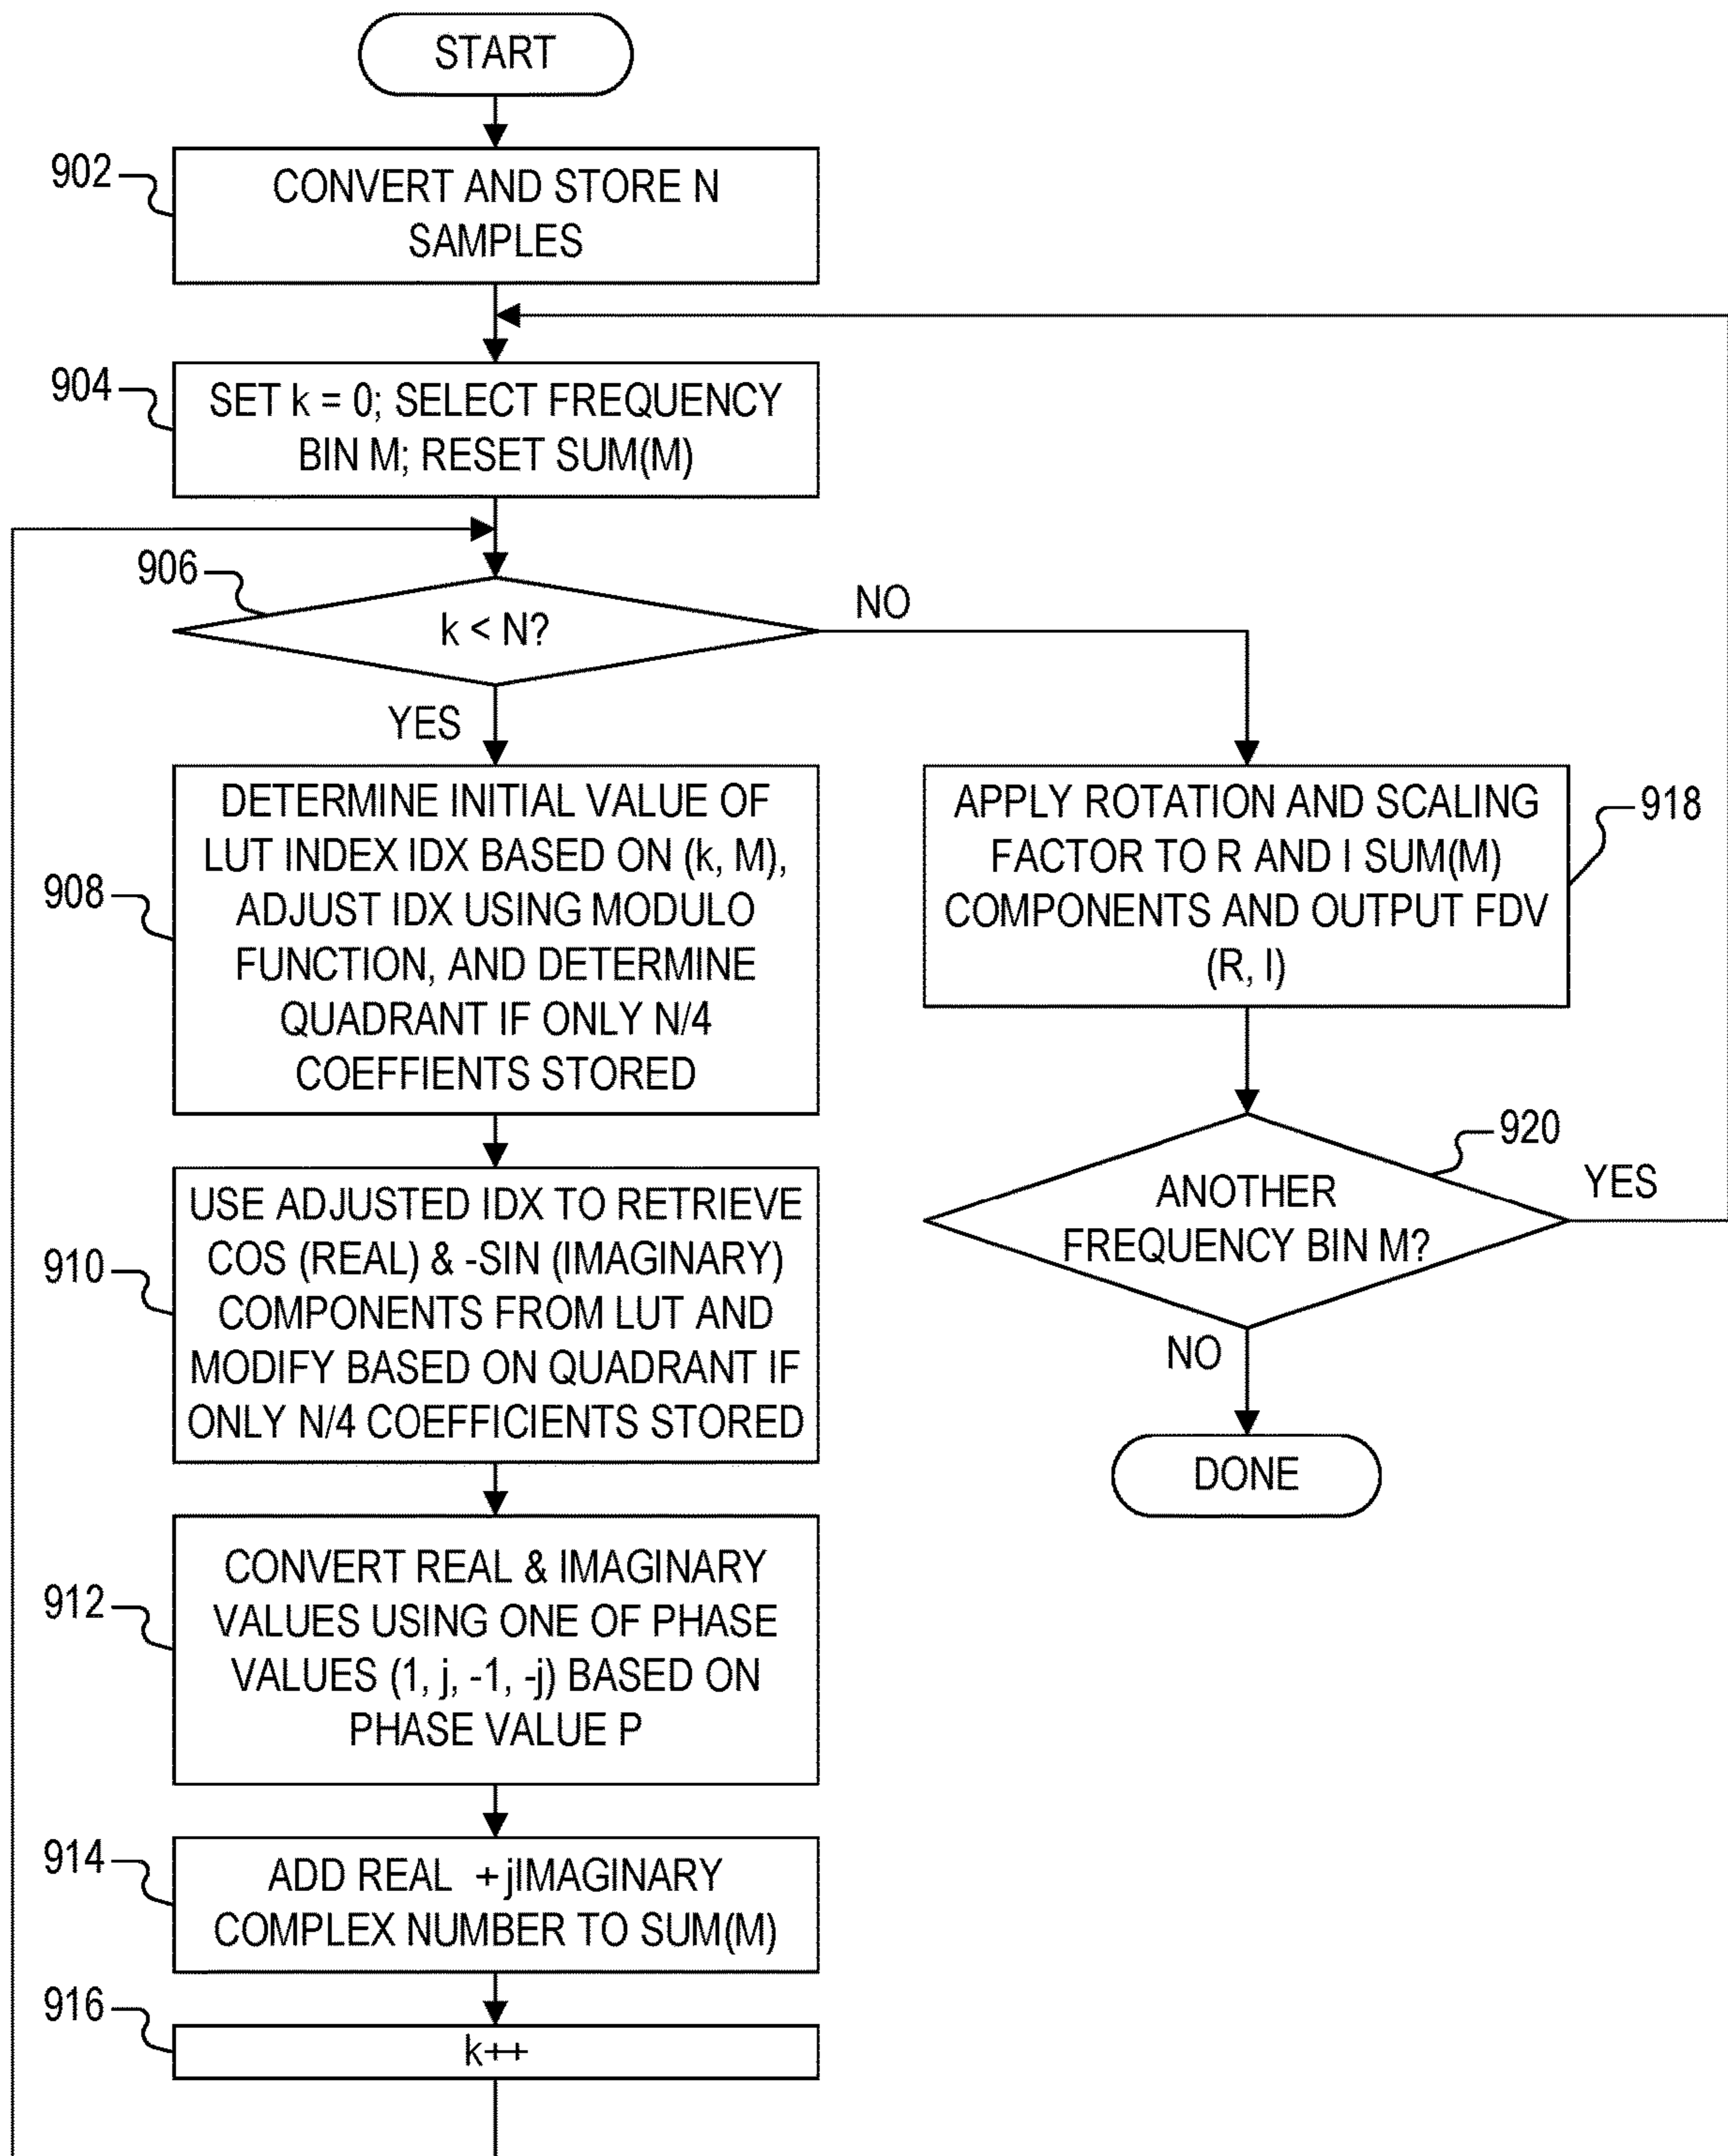 START
902
CONVERT AND STORE N
SAMPLES
904
SET k = 0; SELECT FREQUENCY
BIN M; RESET SUM(M)
906
k < N?
NO
YES
908
DETERMINE INITIAL VALUE OF
LUT INDEX IDX BASED ON (k, M),
ADJUST IDX USING MODULO
FUNCTION, AND DETERMINE
QUADRANT IF ONLY N/4
COEFFIENTS STORED
910
USE ADJUSTED IDX TO RETRIEVE
COS (REAL) & -SIN (IMAGINARY)
COMPONENTS FROM LUT AND
MODIFY BASED ON QUADRANT IF
ONLY N/4 COEFFICIENTS STORED
912
CONVERT REAL & IMAGINARY
VALUES USING ONE OF PHASE
VALUES (1, j, -1, -j) BASED ON
PHASE VALUE P
914
ADD REAL +jIMAGINARY
COMPLEX NUMBER TO SUM(M)
916
k++
APPLY ROTATION AND SCALING
FACTOR TO R AND I SUM(M)
COMPONENTS AND OUTPUT FDV
(R, I)
918
920
ANOTHER
FREQUENCY BIN M?
YES
NO
DONE